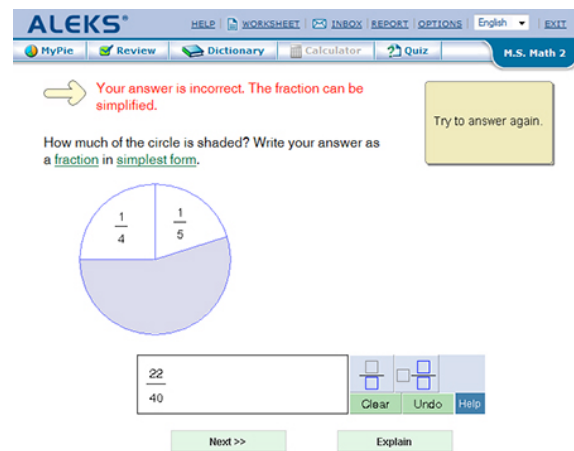 ALEKS®
HELP WORKSHEET INBOX REPORT OPTIONS English EXIT
MyPie Review Dictionary Calculator Quiz M.S. Math 2
Your answer is incorrect. The fraction can be
simplified.
Try to answer again.
How much of the circle is shaded? Write your answer as
a fraction in simplest form.
1 1
4 5
22
40
Clear Undo Help
Next >> Explain